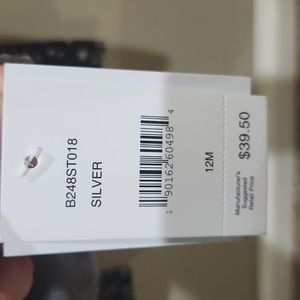 B248ST018
SILVER
1 90162 60498 4
12M
$39.50
Manufacturer's
Suggested
Retail Price